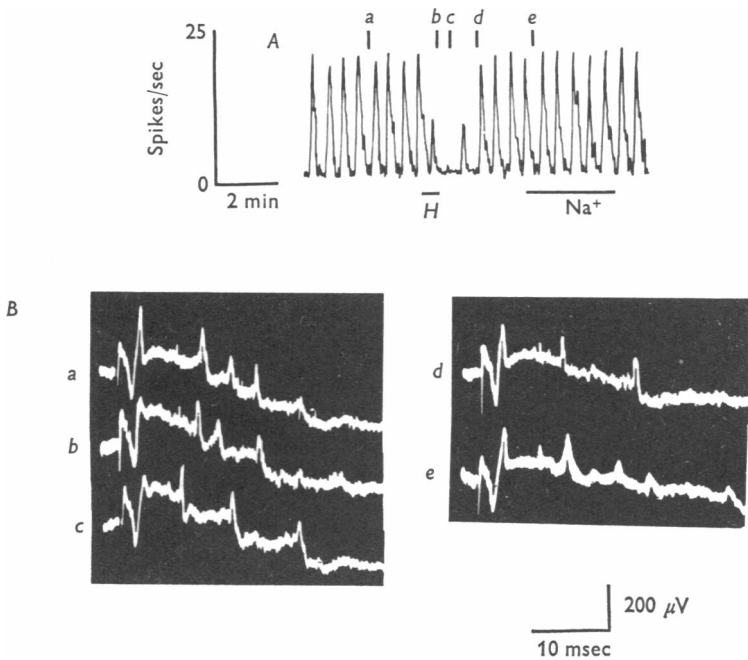 25
A
a b c d e
Spikes/sec
0
2 min
H
Na⁺
B
a
b
c
d
e
200 μV
10 msec